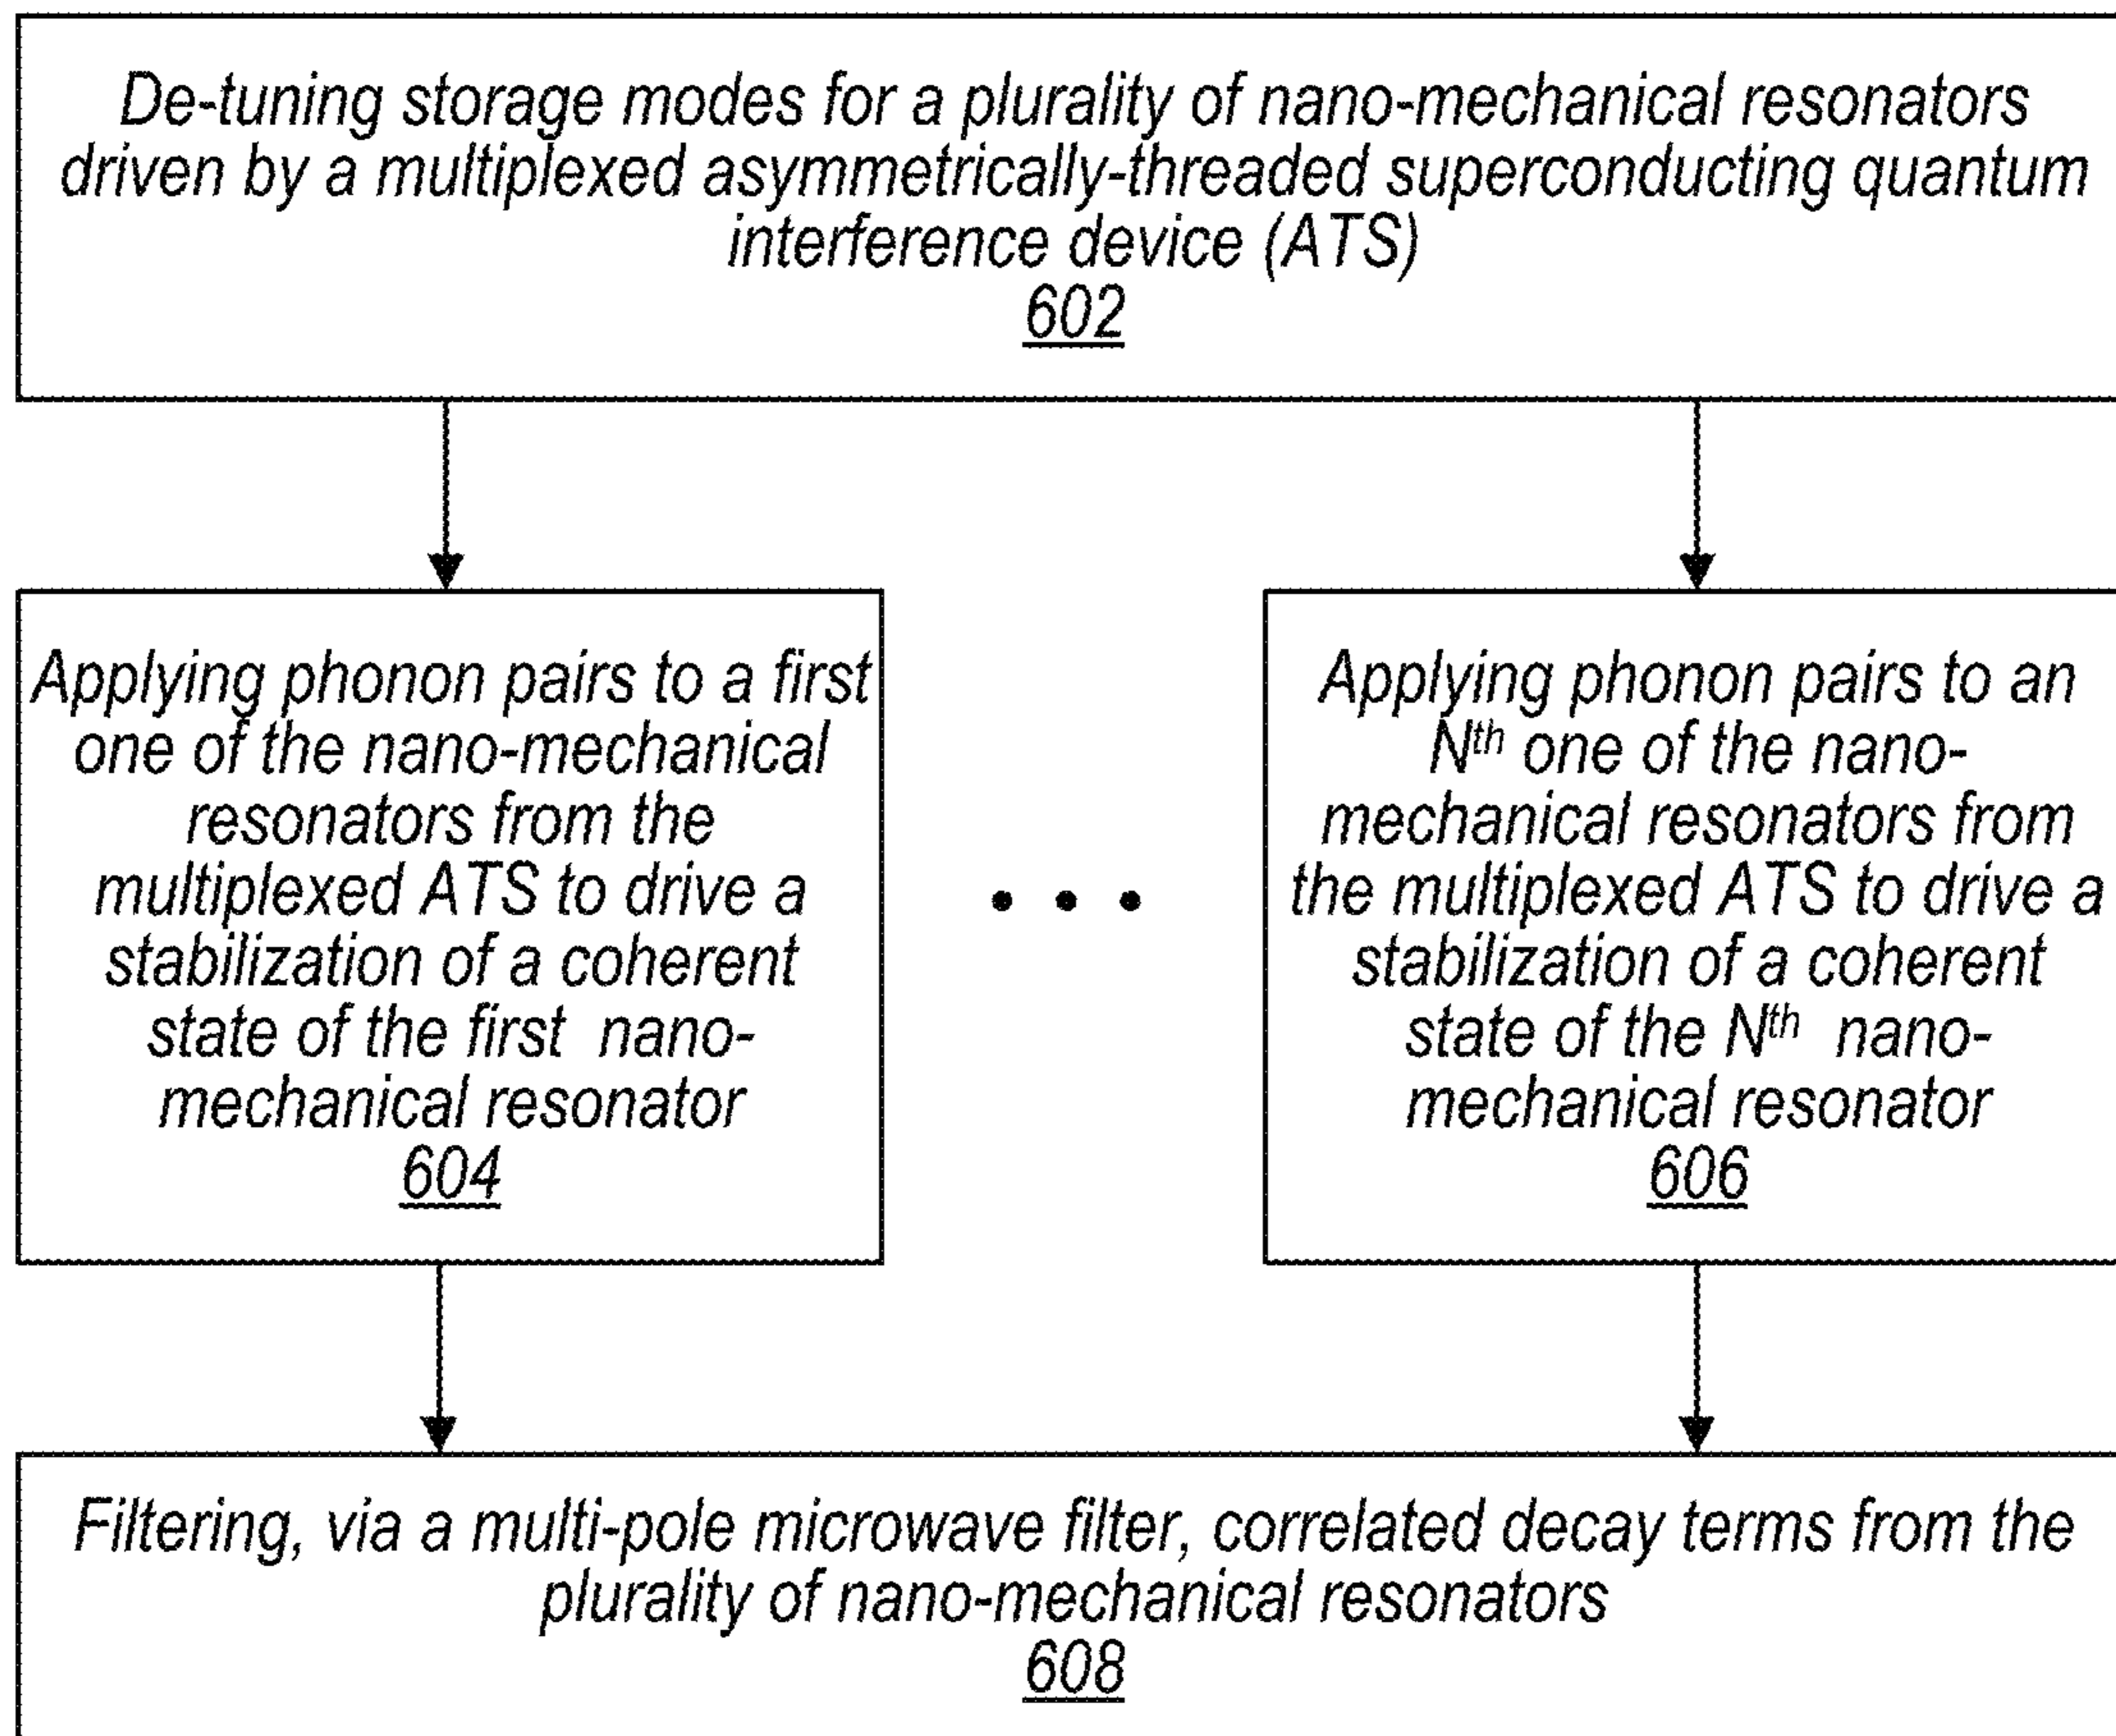 De-tuning storage modes for a plurality of nano-mechanical resonators
driven by a multiplexed asymmetrically-threaded superconducting quantum
interference device (ATS)
602
Applying phonon pairs to a first
one of the nano-mechanical
resonators from the
multiplexed ATS to drive a
stabilization of a coherent
state of the first nano-
mechanical resonator
604
• • •
Applying phonon pairs to an
Nth one of the nano-
mechanical resonators from
the multiplexed ATS to drive a
stabilization of a coherent
state of the Nth nano-
mechanical resonator
606
Filtering, via a multi-pole microwave filter, correlated decay terms from the
plurality of nano-mechanical resonators
608